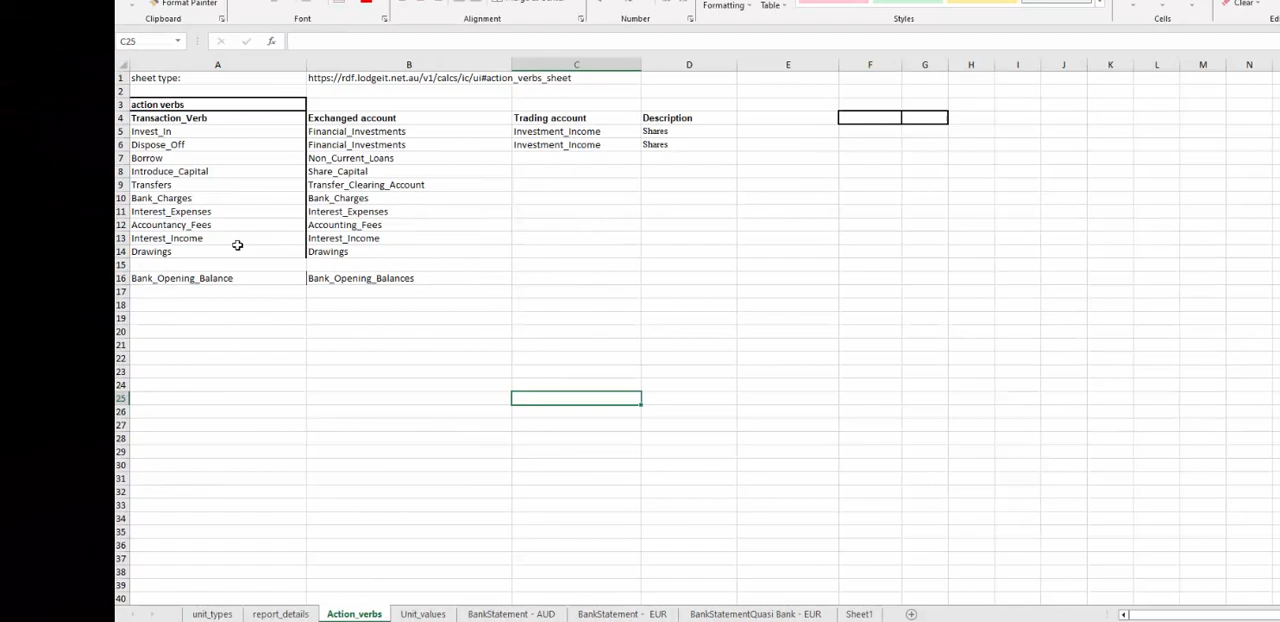 Format Painter
Formatting Table Clear
Clipboard Font Alignment Number Styles Cells
C25 fx
A B C D E F G H I J K L M N
1 sheet type: https://rdf.lodgeit.net.au/v1/calcs/ic/ui#action_verbs_sheet
2
3 action verbs
4 Transaction_Verb Exchanged account Trading account Description
5 Invest_In Financial_Investments Investment_Income Shares
6 Dispose_Off Financial_Investments Investment_Income Shares
7 Borrow Non_Current_Loans
8 Introduce_Capital Share_Capital
9 Transfers Transfer_Clearing_Account
10 Bank_Charges Bank_Charges
11 Interest_Expenses Interest_Expenses
12 Accountancy_Fees Accounting_Fees
13 Interest_Income Interest_Income
14 Drawings Drawings
15
16 Bank_Opening_Balance Bank_Opening_Balances
17
18
19
20
21
22
23
24
25
26
27
28
29
30
31
32
33
34
35
36
37
38
39
40
unit_types report_details Action_verbs Unit_values BankStatement - AUD BankStatement - EUR BankStatementQuasi Bank - EUR Sheet1